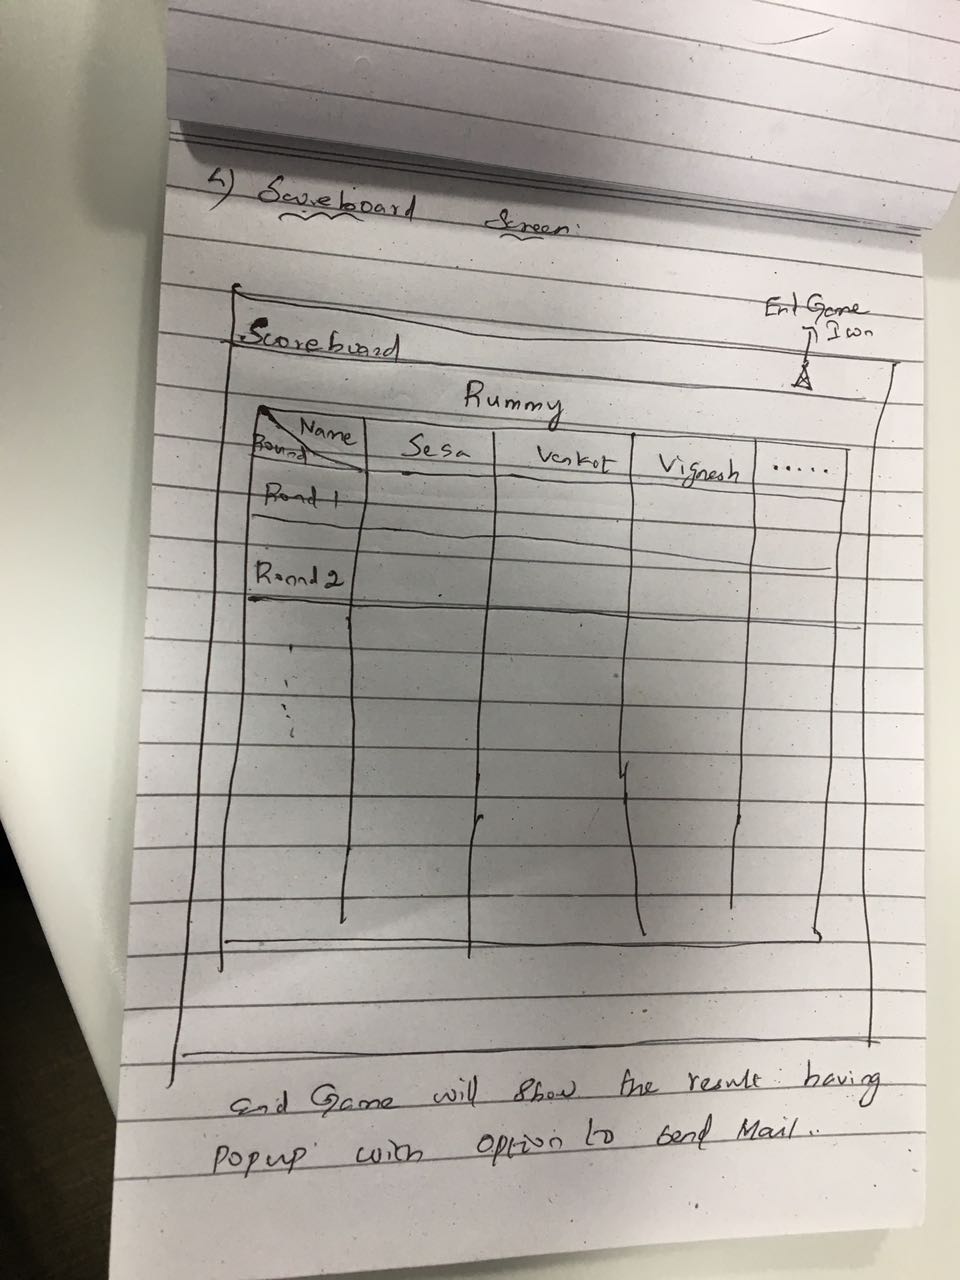 4) Scoreboard Screen:
End Game
Icon
Scoreboard
Rummy
Name
Round
Sesa Venkat Vignesh .....
Round 1
Round 2
End Game will show the result having
popup with option to send Mail..